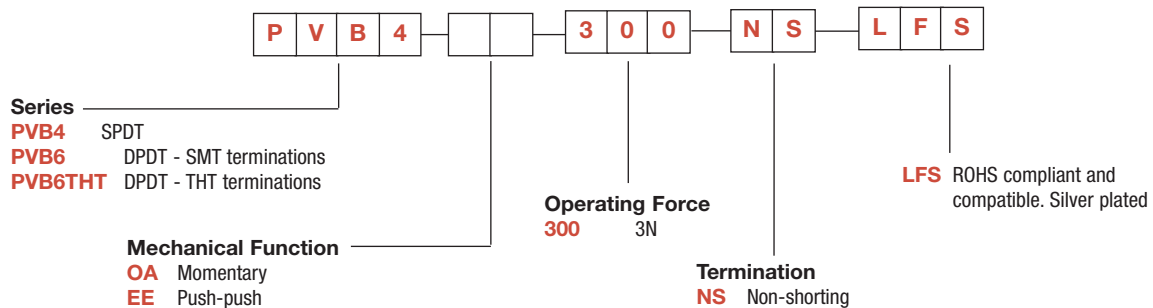 P V B 4 3 0 0 N S L F S
Series
PVB4 SPDT
PVB6 DPDT - SMT terminations
PVB6THT DPDT - THT terminations
Mechanical Function
OA Momentary
EE Push-push
Operating Force
300 3N
Termination
NS Non-shorting
LFS ROHS compliant and
compatible. Silver plated